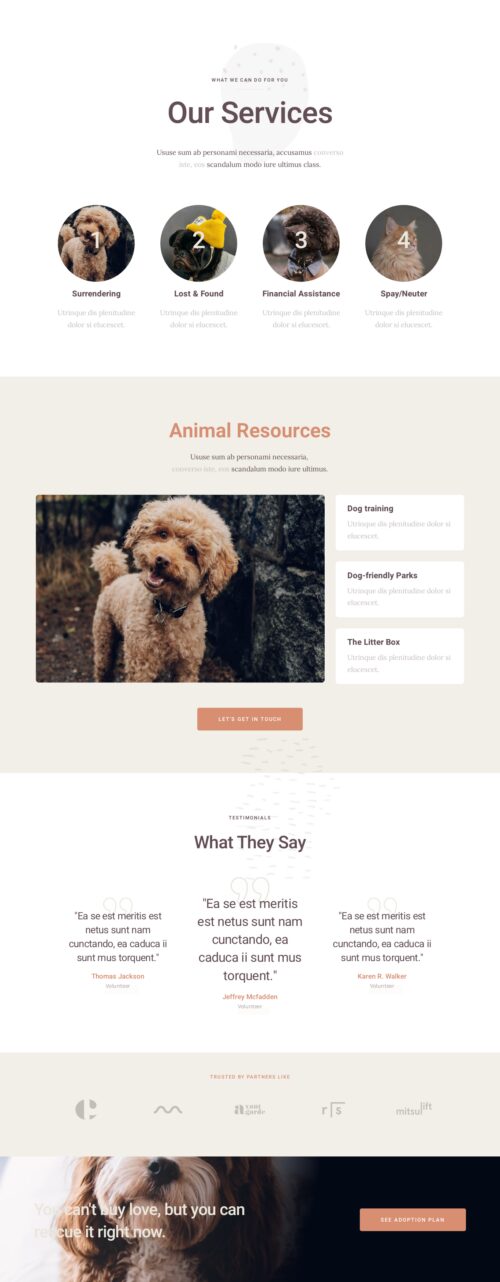 WHAT WE CAN DO FOR YOU
Our Services
Ususe sum ab personami necessaria, accusamus converso
iste, eos scandalum modo iure ultimus class.
1
2
3
4
Surrendering
Lost & Found
Financial Assistance
Spay/Neuter
Utrinque dis plenitudine
dolor si elucescet.
Utrinque dis plenitudine
dolor si elucescet.
Utrinque dis plenitudine
dolor si elucescet.
Utrinque dis plenitudine
dolor si elucescet.
Animal Resources
Ususe sum ab personami necessaria,
converso iste, eos scandalum modo iure ultimus.
Dog training
Utrinque dis plenitudine dolor si
elucescet.
Dog-friendly Parks
Utrinque dis plenitudine dolor si
elucescet.
The Litter Box
Utrinque dis plenitudine dolor si
elucescet.
LET'S GET IN TOUCH
TESTIMONIALS
What They Say
"Ea se est meritis est
netus sunt nam
cunctando, ea caduca ii
sunt mus torquent."
Thomas Jackson
Volunteer
"Ea se est meritis
est netus sunt nam
cunctando, ea
caduca ii sunt mus
torquent."
Jeffrey Mcfadden
Volunteer
"Ea se est meritis est
netus sunt nam
cunctando, ea caduca ii
sunt mus torquent."
Karen R. Walker
Volunteer
TRUSTED BY PARTNERS LIKE
a vant
garde
r s
mitsul lift
You can't buy love, but you can
rescue it right now.
SEE ADOPTION PLAN